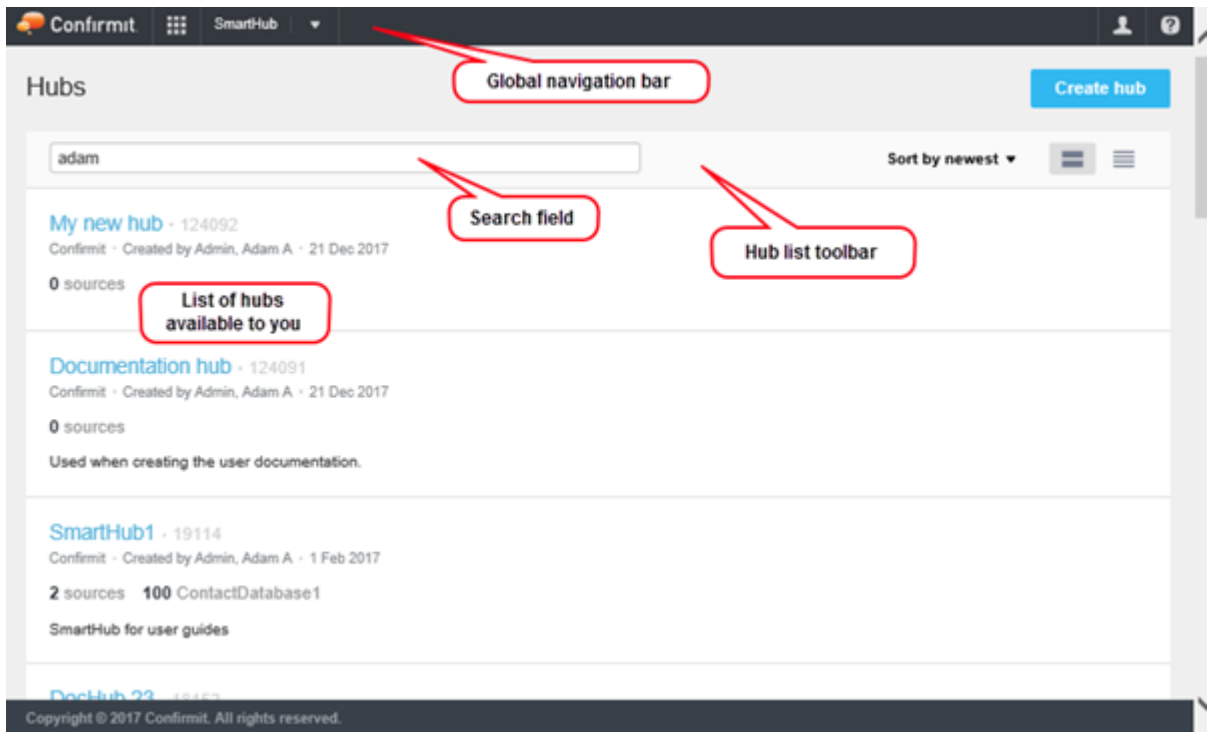 Confirmit SmartHub
Global navigation bar
Hubs
Create hub
adam
Sort by newest
Search field
Hub list toolbar
My new hub - 124092
Confirmit - Created by Admin, Adam A - 21 Dec 2017
0 sources
List of hubs
available to you
Documentation hub - 124091
Confirmit - Created by Admin, Adam A - 21 Dec 2017
0 sources
Used when creating the user documentation.
SmartHub1 - 19114
Confirmit - Created by Admin, Adam A - 1 Feb 2017
2 sources 100 ContactDatabase1
SmartHub for user guides
DocHub 23
Copyright © 2017 Confirmit. All rights reserved.